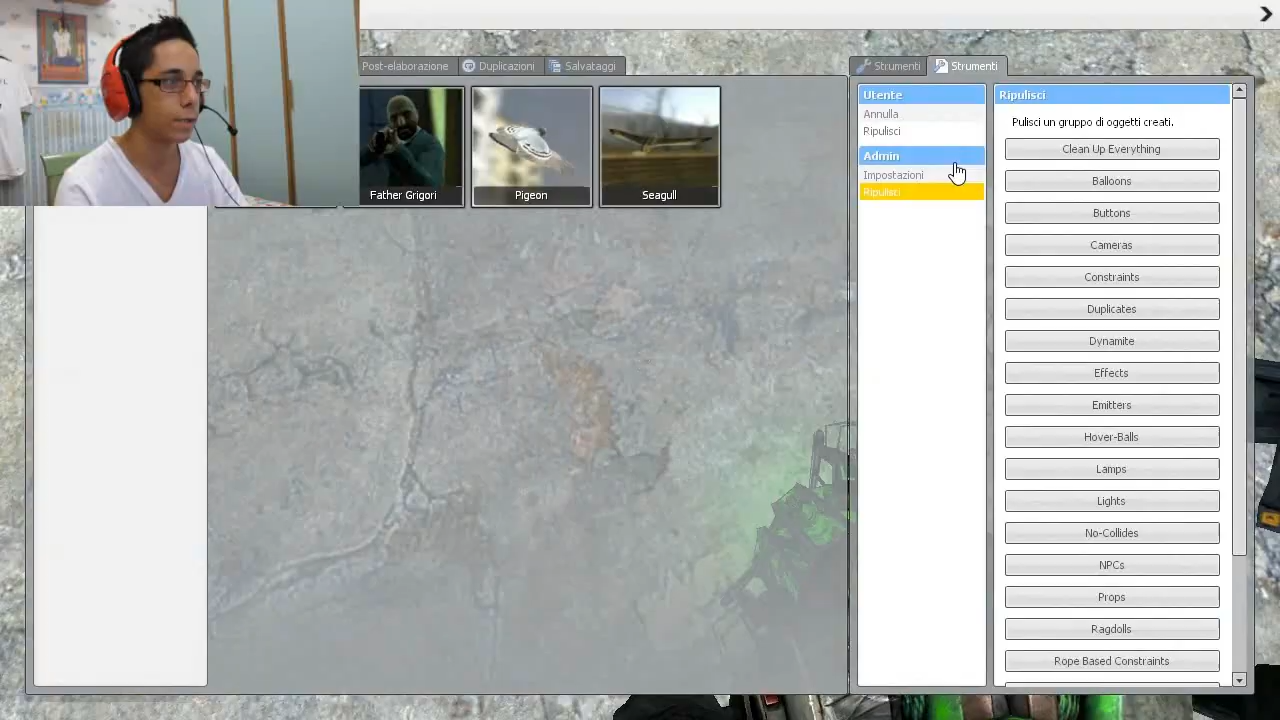 Post-elaborazione
Duplicazioni
Salvataggi
Strumenti
Strumenti
Father Grigori
Pigeon
Seagull
Utente
Annulla
Ripulisci
Admin
Impostazioni
Ripulisci
Ripulisci
Pulisci un gruppo di oggetti creati.
Clean Up Everything
Balloons
Buttons
Cameras
Constraints
Duplicates
Dynamite
Effects
Emitters
Hover-Balls
Lamps
Lights
No-Collides
NPCs
Props
Ragdolls
Rope Based Constraints